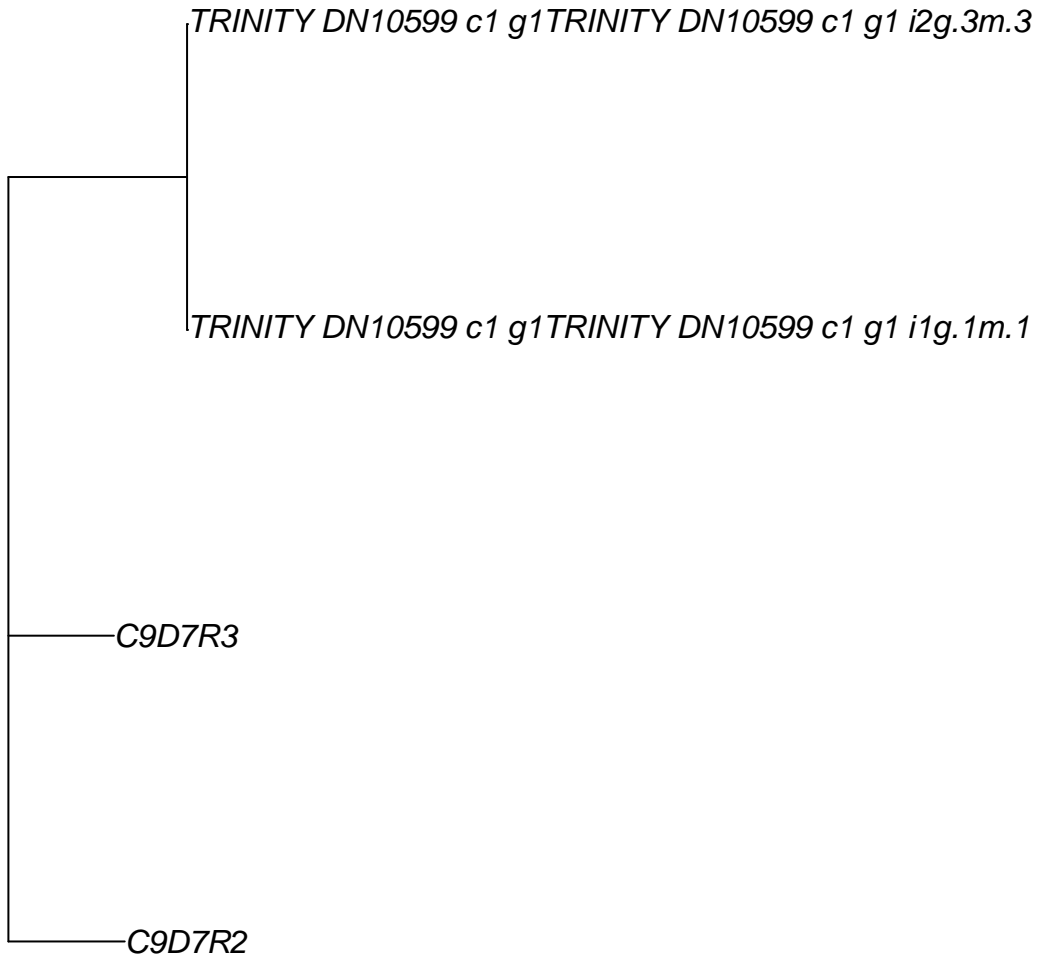 TRINITY DN10599 c1 g1TRINITY DN10599 c1 g1 i2g.3m.3
TRINITY DN10599 c1 g1TRINITY DN10599 c1 g1 i1g.1m.1
C9D7R3
C9D7R2